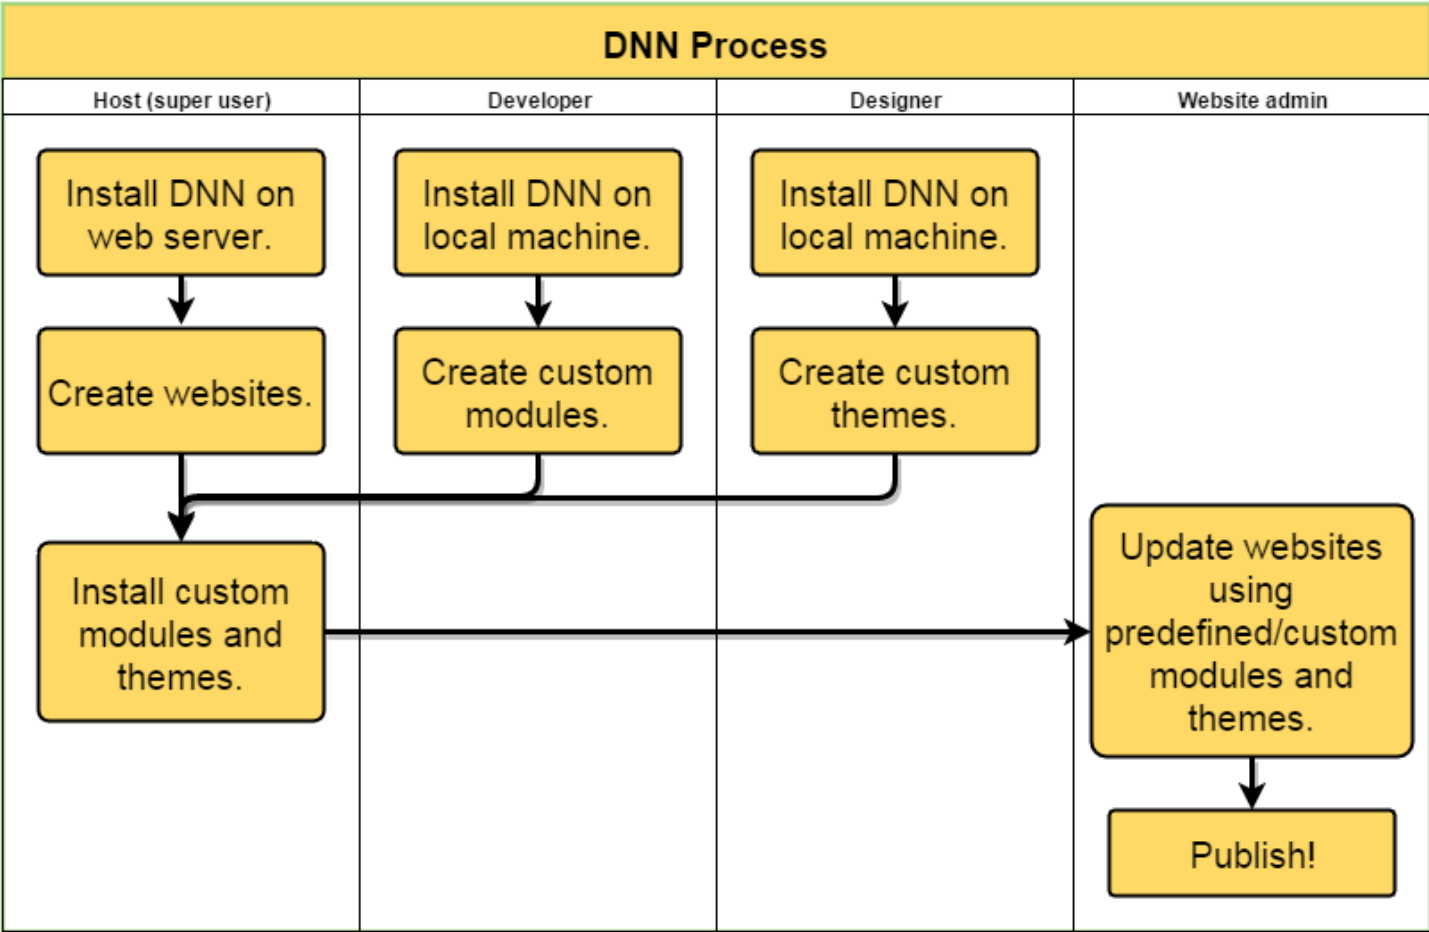 DNN Process
Host (super user)
Developer
Designer
Website admin
Install DNN on
web server.
Install DNN on
local machine.
Install DNN on
local machine.
Create websites.
Create custom
modules.
Create custom
themes.
Install custom
modules and
themes.
Update websites
using
predefined/custom
modules and
themes.
Publish!